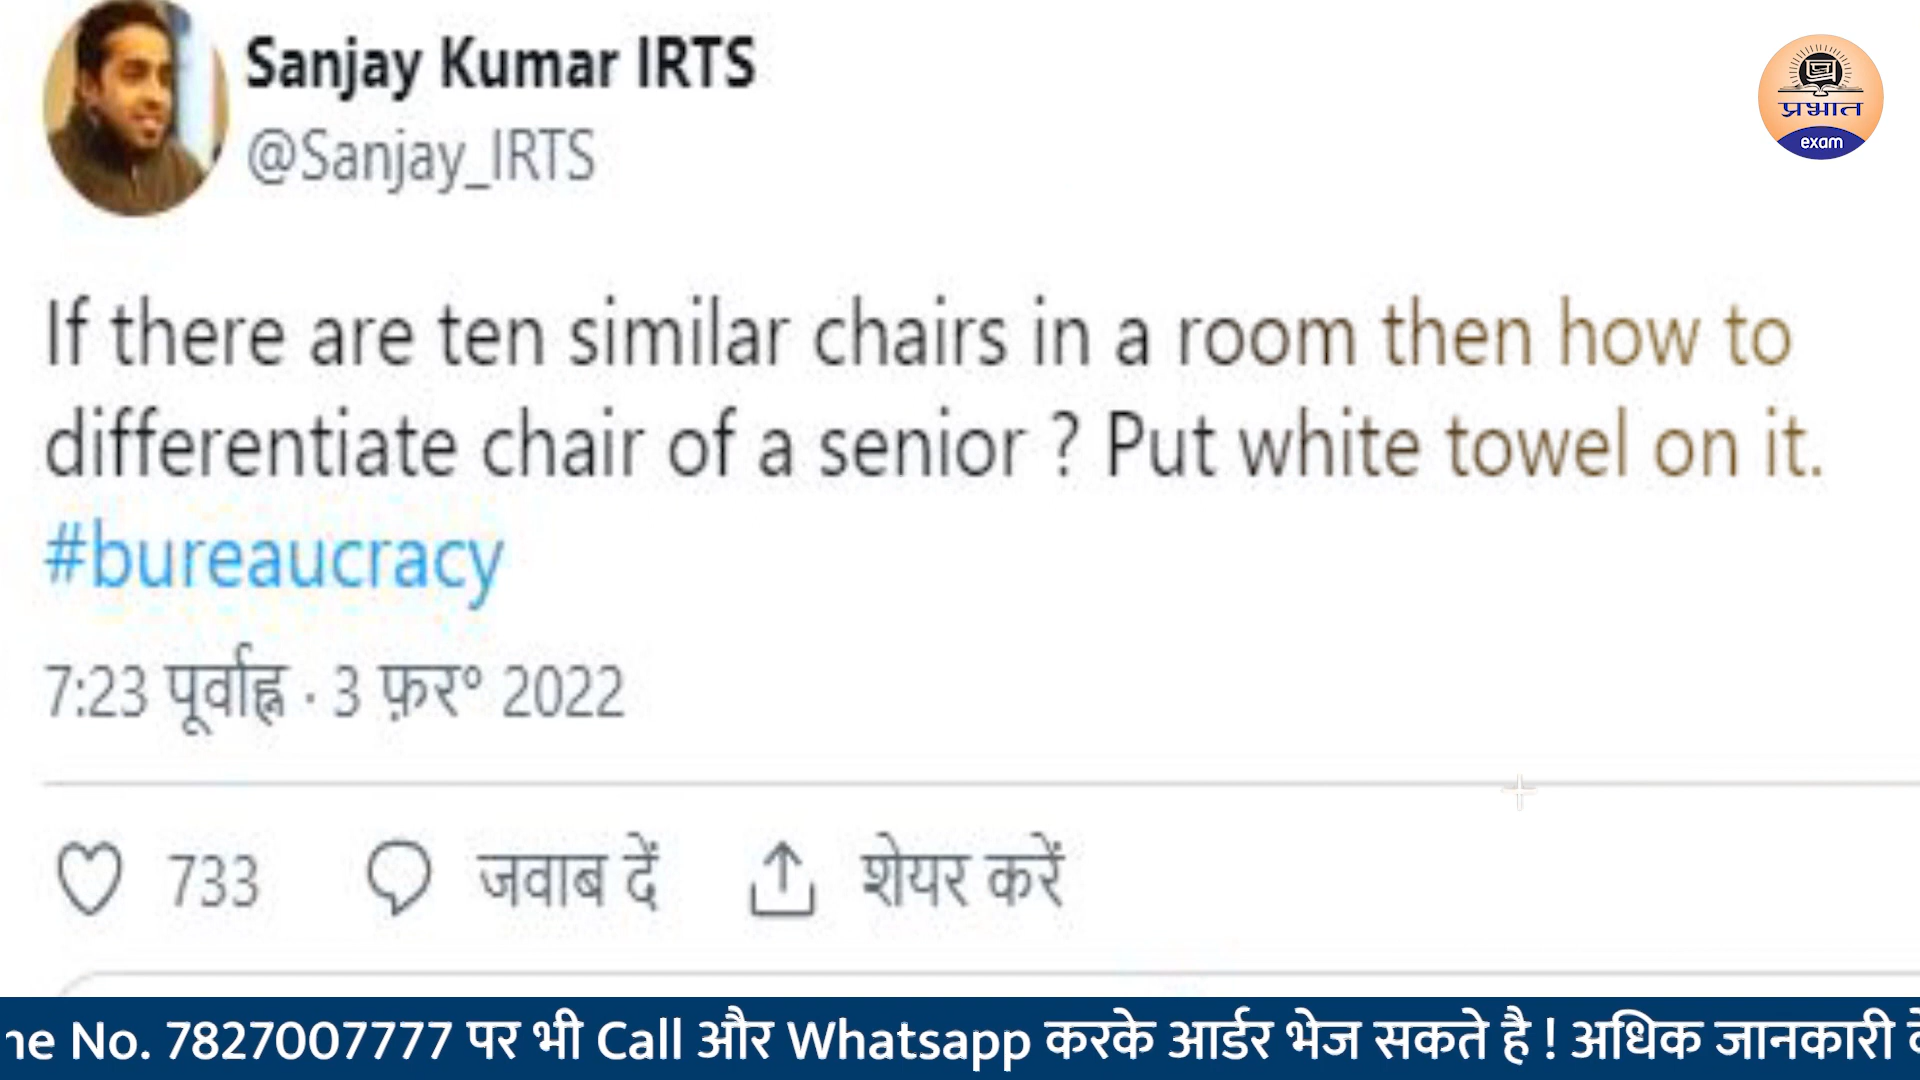 Sanjay Kumar IRTS
@Sanjay_IRTS
प्रभात
exam
If there are ten similar chairs in a room then how to
differentiate chair of a senior ? Put white towel on it.
#bureaucracy
7:23 पूर्वाह्न · 3 फ़र॰ 2022
733 जवाब दें शेयर करें
No. 7827007777 पर भी Call और Whatsapp करके आर्डर भेज सकते है ! अधिक जानकारी